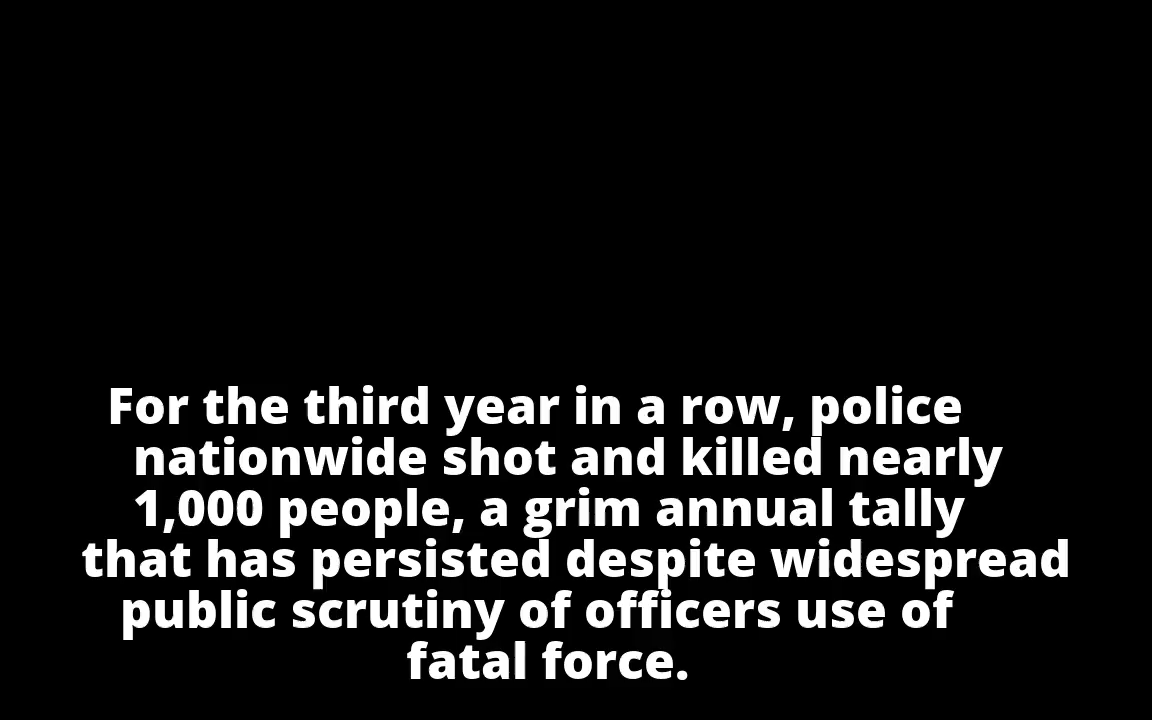 For the third year in a row, police
nationwide shot and killed nearly
1,000 people, a grim annual tally
that has persisted despite widespread
public scrutiny of officers use of
fatal force.